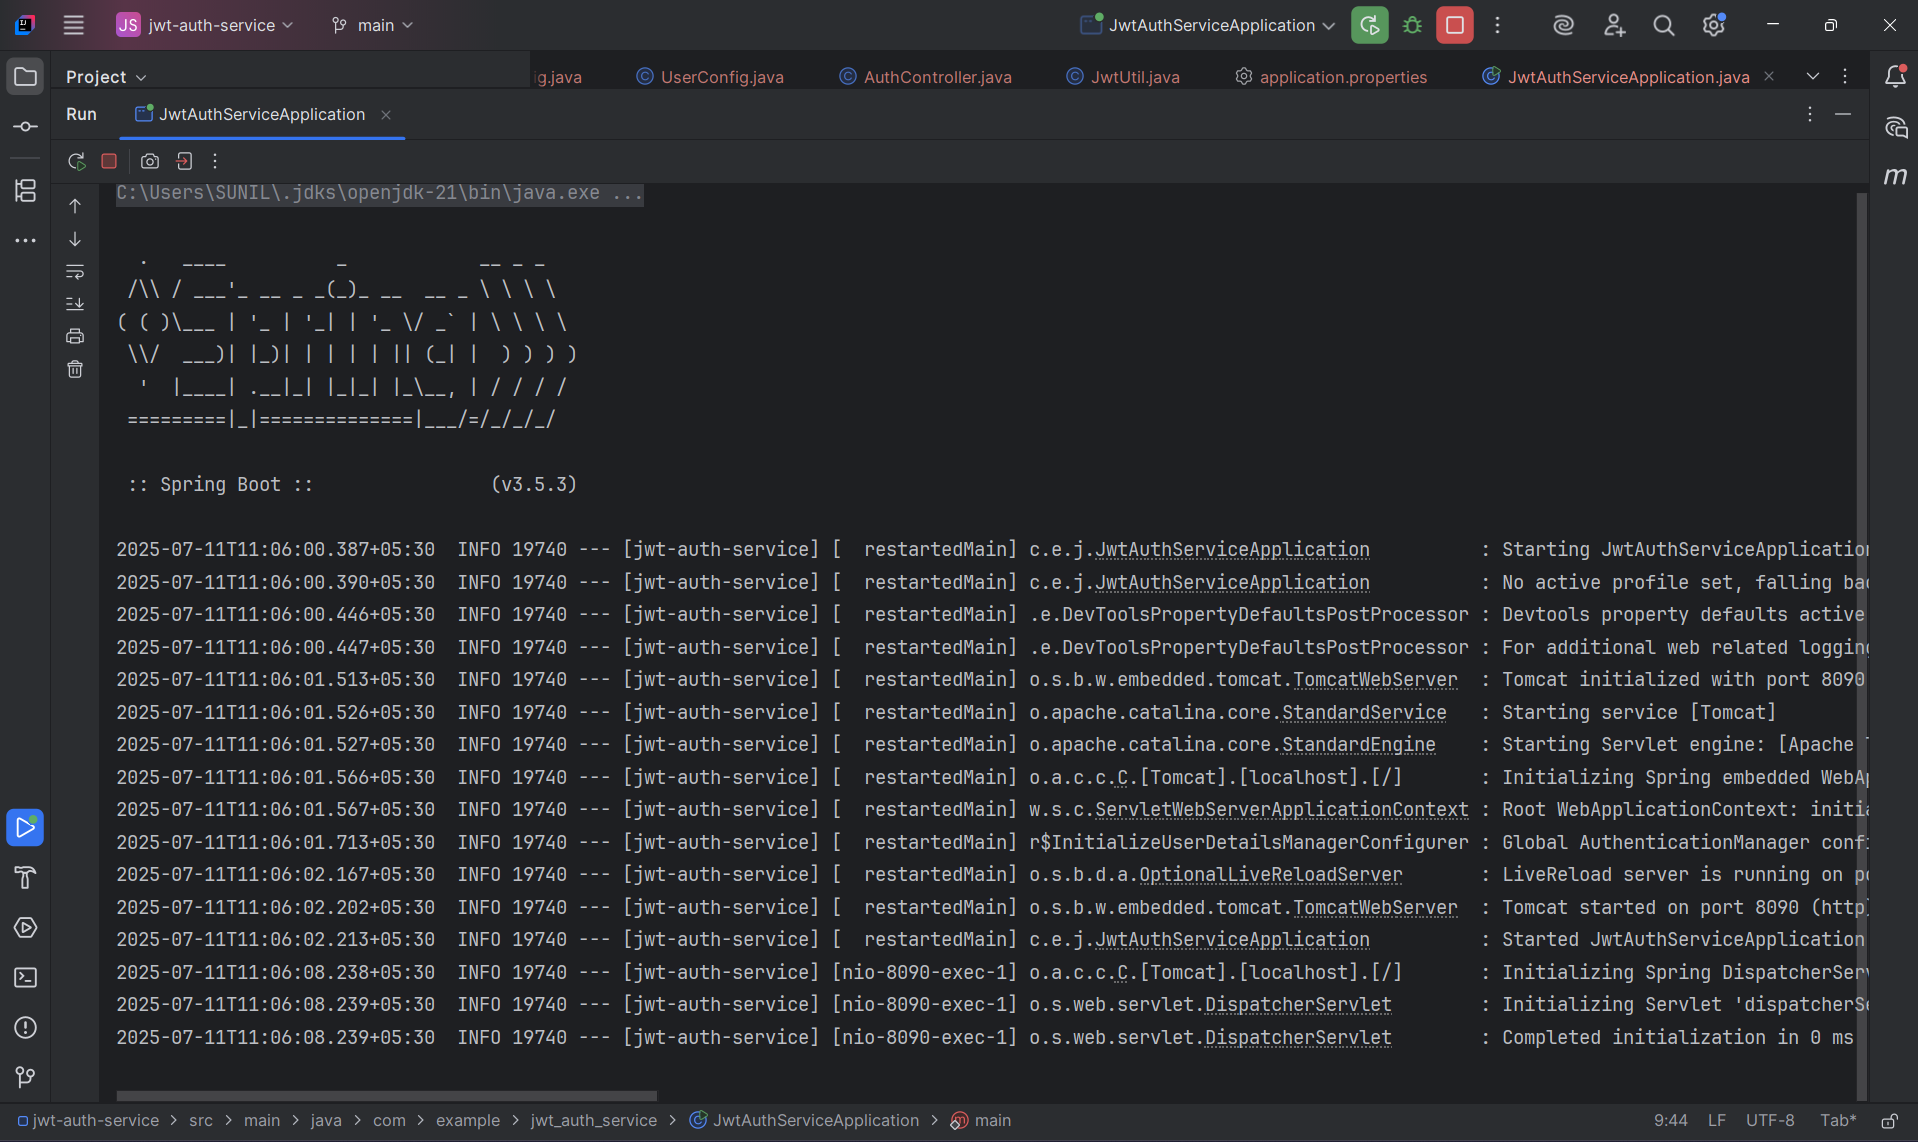 JS jwt-auth-service main JwtAuthServiceApplication
Project ig.java UserConfig.java AuthController.java JwtUtil.java application.properties JwtAuthServiceApplication.java
Run JwtAuthServiceApplication
C:\Users\SUNIL\.jdks\openjdk-21\bin\java.exe ...
  .   ____          _            __ _ _
 /\\ / ___'_ __ _ _(_)_ __  __ _ \ \ \ \
( ( )\___ | '_ | '_| | '_ \/ _` | \ \ \ \
 \\/  ___)| |_)| | | | | || (_| |  ) ) ) )
  '  |____| .__|_| |_|_| |_\__, | / / / /
 =========|_|==============|___/=/_/_/_/
 :: Spring Boot ::                (v3.5.3)
2025-07-11T11:06:00.387+05:30  INFO 19740 --- [jwt-auth-service] [  restartedMain] c.e.j.JwtAuthServiceApplication          : Starting JwtAuthServiceApplication
2025-07-11T11:06:00.390+05:30  INFO 19740 --- [jwt-auth-service] [  restartedMain] c.e.j.JwtAuthServiceApplication          : No active profile set, falling bac
2025-07-11T11:06:00.446+05:30  INFO 19740 --- [jwt-auth-service] [  restartedMain] .e.DevToolsPropertyDefaultsPostProcessor : Devtools property defaults active
2025-07-11T11:06:00.447+05:30  INFO 19740 --- [jwt-auth-service] [  restartedMain] .e.DevToolsPropertyDefaultsPostProcessor : For additional web related logging
2025-07-11T11:06:01.513+05:30  INFO 19740 --- [jwt-auth-service] [  restartedMain] o.s.b.w.embedded.tomcat.TomcatWebServer  : Tomcat initialized with port 8090
2025-07-11T11:06:01.526+05:30  INFO 19740 --- [jwt-auth-service] [  restartedMain] o.apache.catalina.core.StandardService   : Starting service [Tomcat]
2025-07-11T11:06:01.527+05:30  INFO 19740 --- [jwt-auth-service] [  restartedMain] o.apache.catalina.core.StandardEngine    : Starting Servlet engine: [Apache T
2025-07-11T11:06:01.566+05:30  INFO 19740 --- [jwt-auth-service] [  restartedMain] o.a.c.c.C.[Tomcat].[localhost].[/]       : Initializing Spring embedded WebAp
2025-07-11T11:06:01.567+05:30  INFO 19740 --- [jwt-auth-service] [  restartedMain] w.s.c.ServletWebServerApplicationContext : Root WebApplicationContext: initia
2025-07-11T11:06:01.713+05:30  INFO 19740 --- [jwt-auth-service] [  restartedMain] r$InitializeUserDetailsManagerConfigurer : Global AuthenticationManager confi
2025-07-11T11:06:02.167+05:30  INFO 19740 --- [jwt-auth-service] [  restartedMain] o.s.b.d.a.OptionalLiveReloadServer       : LiveReload server is running on po
2025-07-11T11:06:02.202+05:30  INFO 19740 --- [jwt-auth-service] [  restartedMain] o.s.b.w.embedded.tomcat.TomcatWebServer  : Tomcat started on port 8090 (http)
2025-07-11T11:06:02.213+05:30  INFO 19740 --- [jwt-auth-service] [  restartedMain] c.e.j.JwtAuthServiceApplication          : Started JwtAuthServiceApplication
2025-07-11T11:06:08.238+05:30  INFO 19740 --- [jwt-auth-service] [nio-8090-exec-1] o.a.c.c.C.[Tomcat].[localhost].[/]       : Initializing Spring DispatcherServ
2025-07-11T11:06:08.239+05:30  INFO 19740 --- [jwt-auth-service] [nio-8090-exec-1] o.s.web.servlet.DispatcherServlet        : Initializing Servlet 'dispatcherSe
2025-07-11T11:06:08.239+05:30  INFO 19740 --- [jwt-auth-service] [nio-8090-exec-1] o.s.web.servlet.DispatcherServlet        : Completed initialization in 0 ms
jwt-auth-service > src > main > java > com > example > jwt_auth_service > JwtAuthServiceApplication > main 9:44 LF UTF-8 Tab*